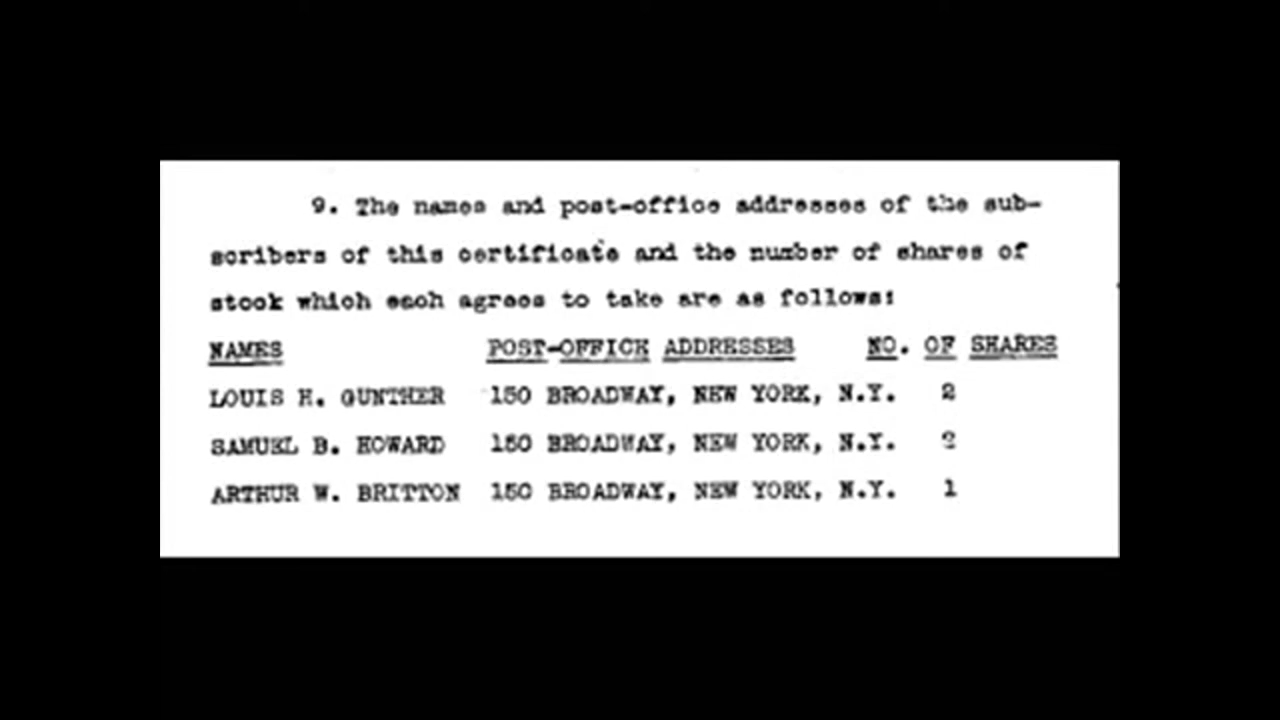 9. The names and post-office addresses of the sub-
scribers of this certificate and the number of shares of
stock which each agrees to take are as follows:
NAMES POST-OFFICE ADDRESSES NO. OF SHARES
LOUIS H. GUNTHER 150 BROADWAY, NEW YORK, N.Y. 2
SAMUEL B. HOWARD 150 BROADWAY, NEW YORK, N.Y. 2
ARTHUR W. BRITTON 150 BROADWAY, NEW YORK, N.Y. 1